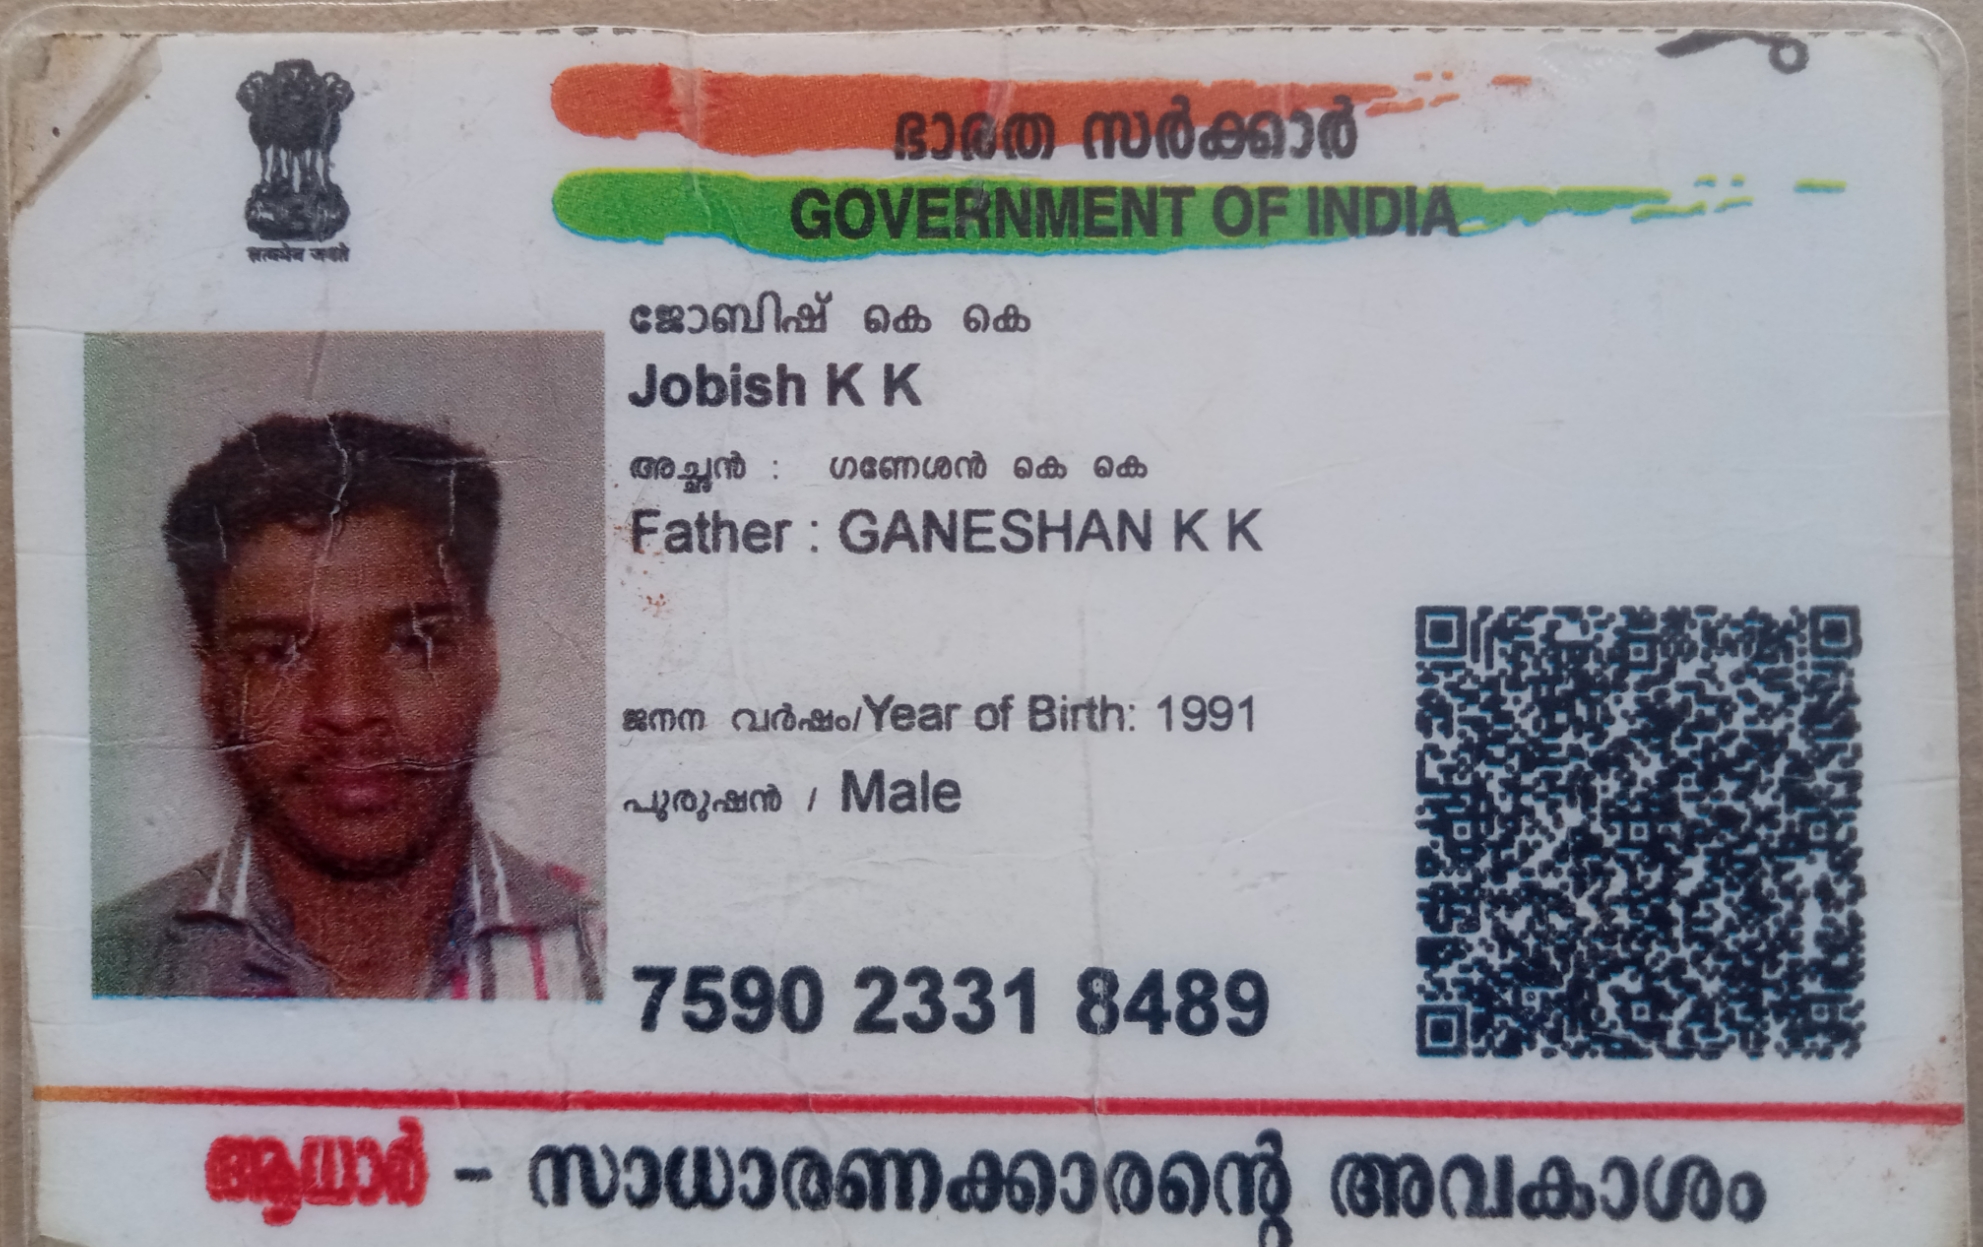 भारत ഭാരത സർക്കാർ
GOVERNMENT OF INDIA
सत्यमेव जयते
ജോബിഷ് കെ കെ
Jobish K K
അച്ഛൻ : ഗണേശൻ കെ കെ
Father : GANESHAN K K
ജനന വർഷം/Year of Birth: 1991
പുരുഷൻ / Male
7590 2331 8489
ആധാർ - സാധാരണക്കാരന്റെ അവകാശം